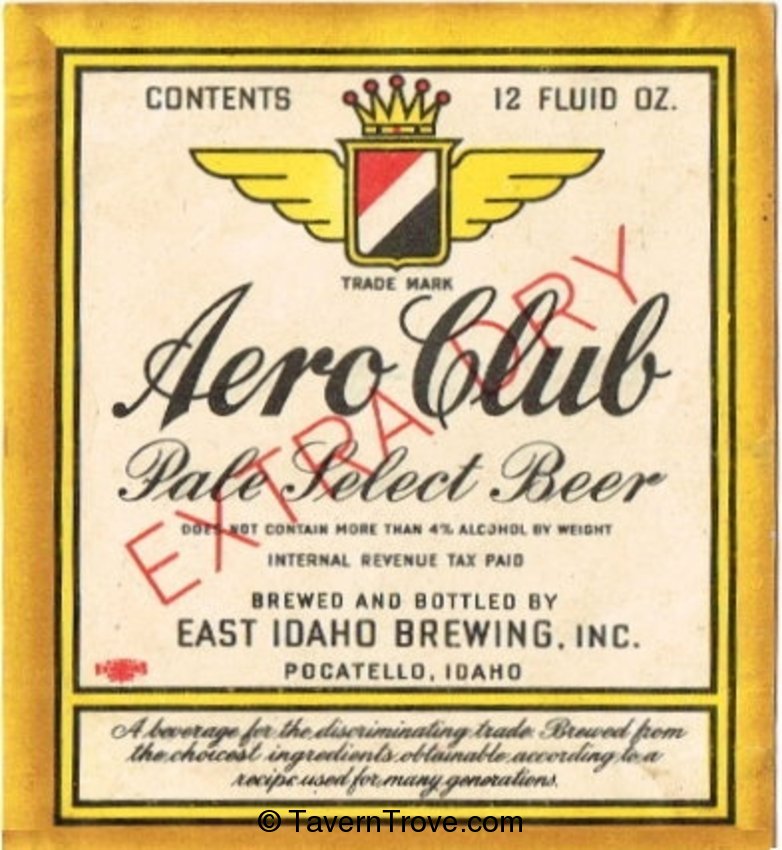 CONTENTS 12 FLUID OZ.
TRADE MARK
Aero Club
EXTRA DRY
Pale Select Beer
DOES NOT CONTAIN MORE THAN 4% ALCOHOL BY WEIGHT
INTERNAL REVENUE TAX PAID
BREWED AND BOTTLED BY
EAST IDAHO BREWING, INC.
POCATELLO, IDAHO
A beverage for the discriminating trade. Brewed from
the choicest ingredients obtainable according to a
recipe used for many generations.
© TavernTrove.com